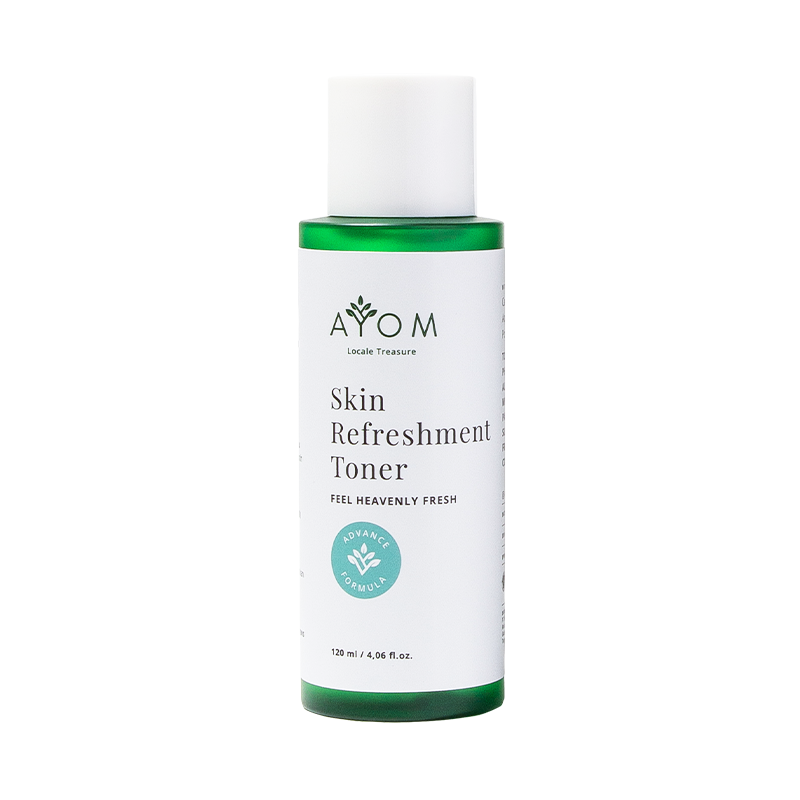 AYOM
Locale Treasure
Skin
Refreshment
Toner
FEEL HEAVENLY FRESH
ADVANCE
FORMULA
120 ml / 4,06 fl.oz.